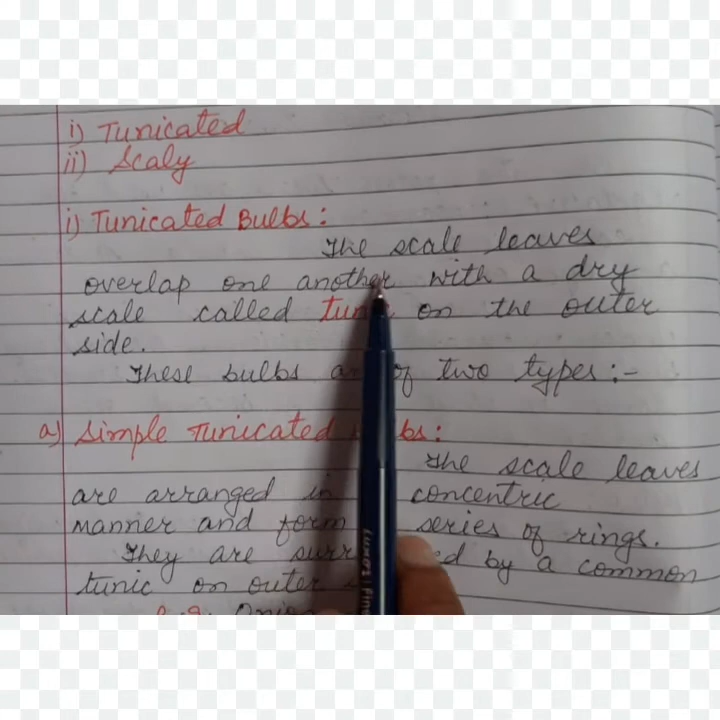 i) Tunicated
ii) Scaly
i) Tunicated Bulbs:
The scale leaves
overlap one another with a dry
scale called on the outer
side.
These bulbs of two types:-
a) Simple Tunicated
The scale leaves
are arranged in concentric
manner and form series of rings.
They are by a common
tunic on outer
e.g. Onion